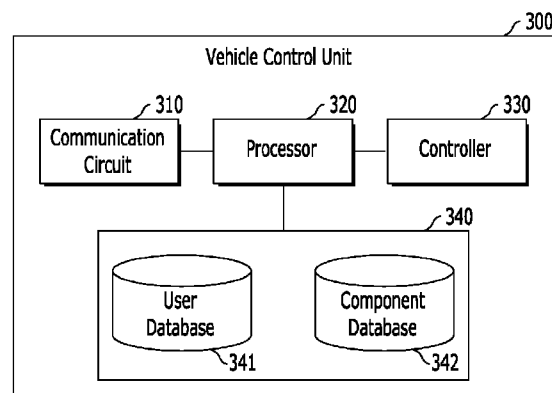 300
Vehicle Control Unit
310
320
330
Communication
Circuit
Processor
Controller
340
User
Database
Component
Database
341
342